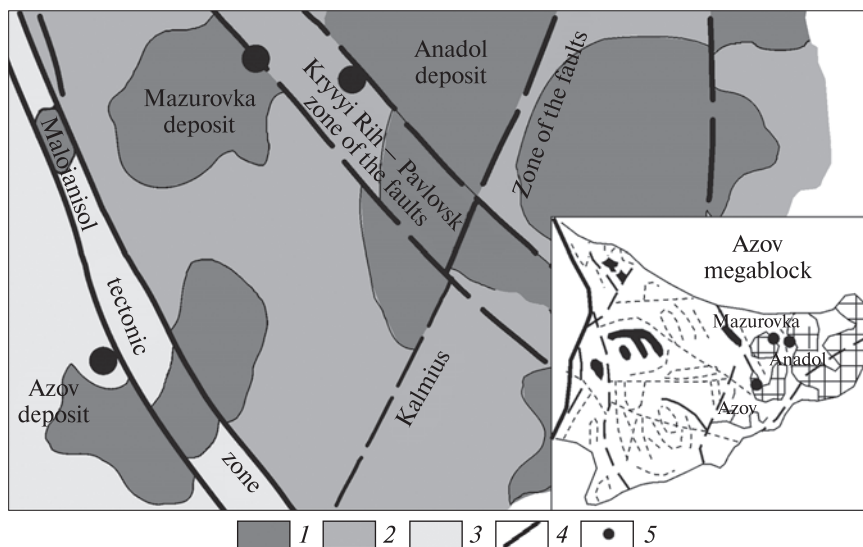 Anadol
deposit
Mazurovka
deposit
Kryvyi Rih – Pavlovsk
zone of the faults
Zone of the faults
Kalmius
Maloianisol
tectonic
zone
Azov
deposit
Azov
megablock
Mazurovka
Anadol
Azov
1 2 3 4 5